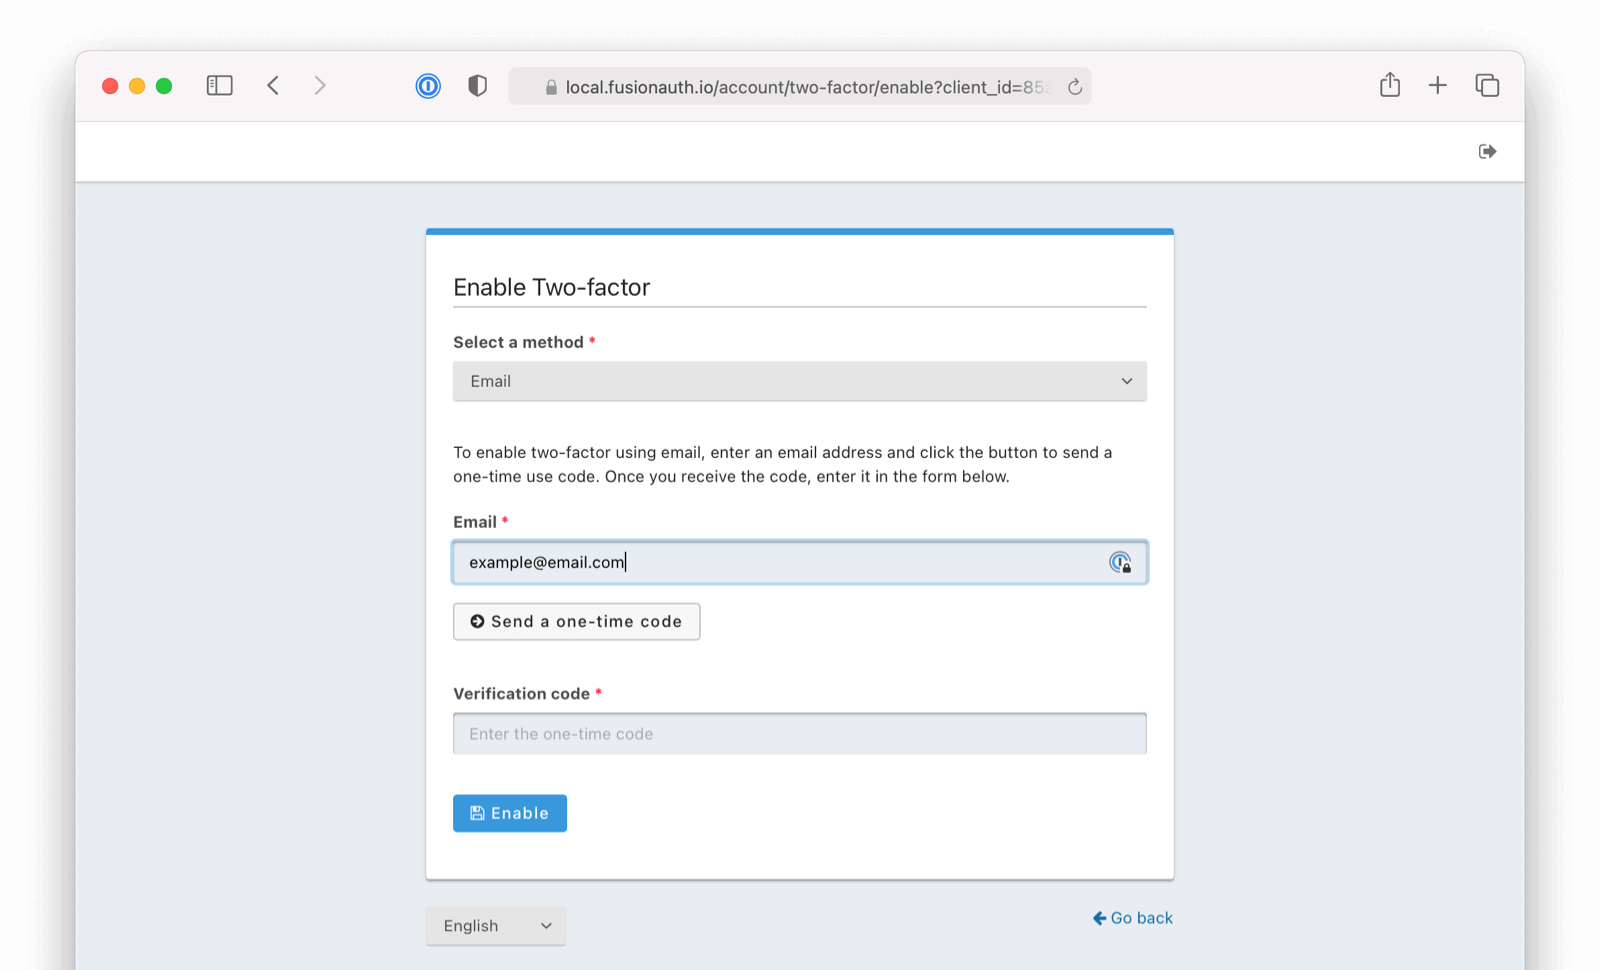 local.fusionauth.io/account/two-factor/enable?client_id=85
Enable Two-factor
Select a method *
Email
To enable two-factor using email, enter an email address and click the button to send a
one-time use code. Once you receive the code, enter it in the form below.
Email *
example@email.com
Send a one-time code
Verification code *
Enter the one-time code
Enable
English
Go back